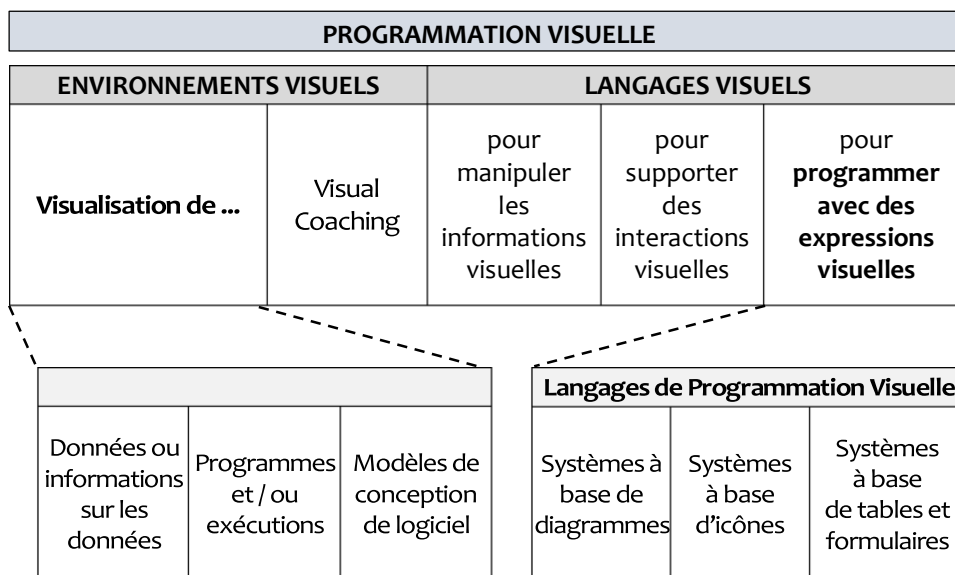 PROGRAMMATION VISUELLE
ENVIRONNEMENTS VISUELS
LANGAGES VISUELS
Visualisation de ...
Visual
Coaching
pour
manipuler
les
informations
visuelles
pour
supporter
des
interactions
visuelles
pour
programmer
avec des
expressions
visuelles
Données ou
informations
sur les
données
Programmes
et / ou
exécutions
Modèles de
conception
de logiciel
Langages de Programmation Visuelle
Systèmes à
base de
diagrammes
Systèmes
à base
d'icônes
Systèmes
à base
de tables et
formulaires